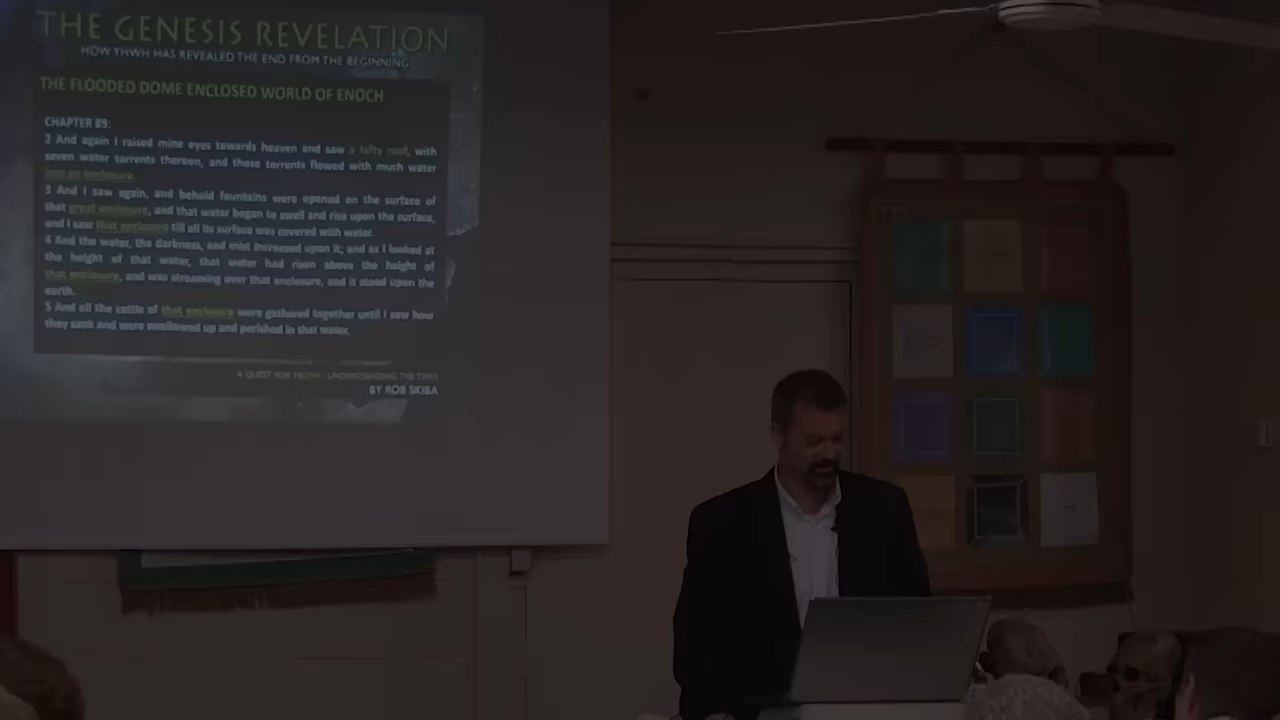 THE GENESIS REVELATION
HOW YHWH HAS REVEALED THE END FROM THE BEGINNING
THE FLOODED DOME ENCLOSED WORLD OF ENOCH
CHAPTER 89:
2 And again I raised mine eyes towards heaven and saw a lofty roof, with
seven water torrents thereon, and those torrents flowed with much water
into an enclosure.
3 And I saw again, and behold fountains were opened on the surface of
that great enclosure, and that water began to swell and rise upon the surface,
and I saw that enclosure till all its surface was covered with water.
4 And the water, the darkness, and mist increased upon it; and as I looked at
the height of that water, that water had risen above the height of
that enclosure, and was streaming over that enclosure, and it stood upon the
earth.
5 And all the cattle of that enclosure were gathered together until I saw how
they sank and were swallowed up and perished in that water.
A QUEST FOR TRUTH - UNDERSTANDING THE TIMES
BY ROB SKIBA